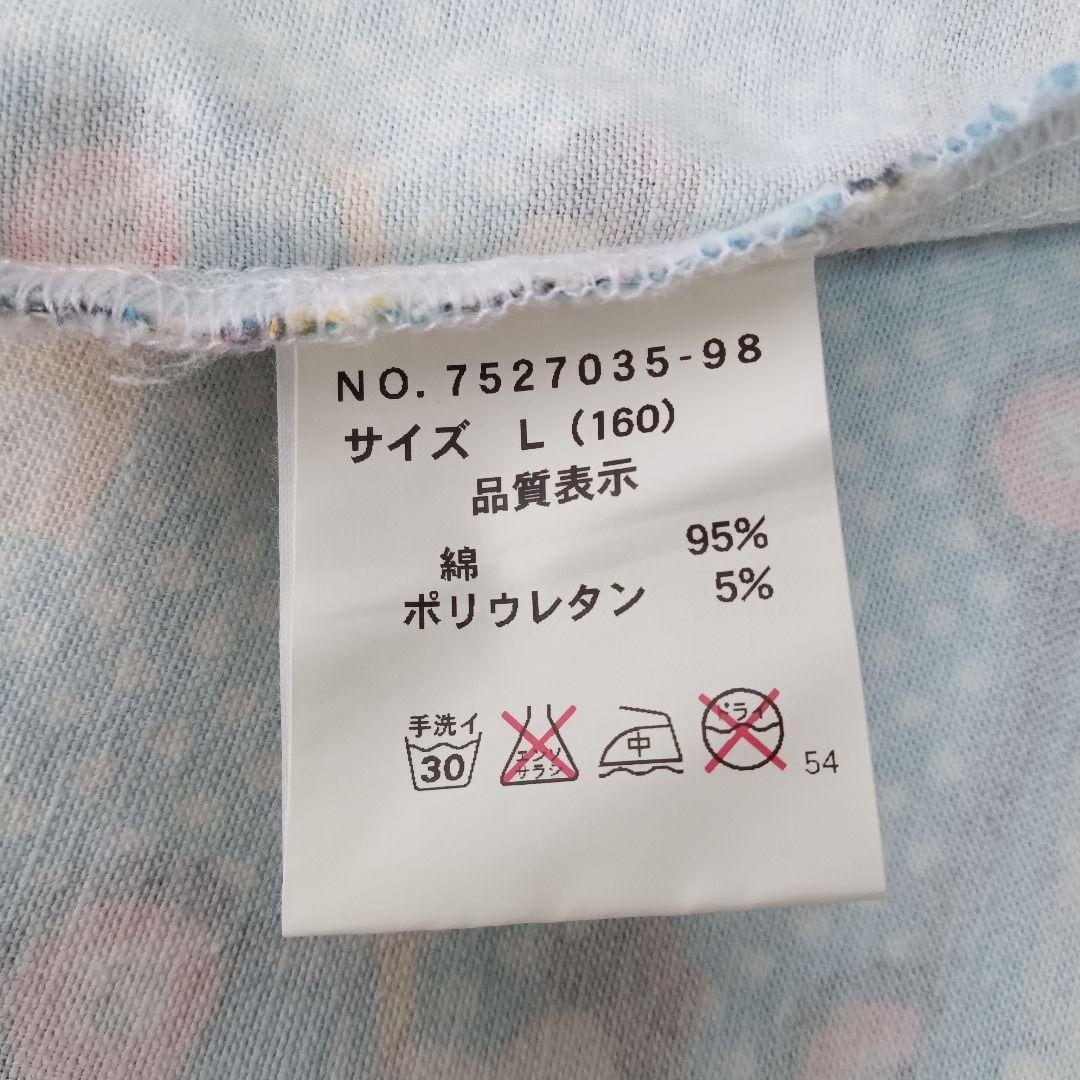 NO.7527035-98
サイズ L (160)
品質表示
綿 95%
ポリウレタン 5%
手洗イ
30
エンソ
サラシ
中
ドライ
54